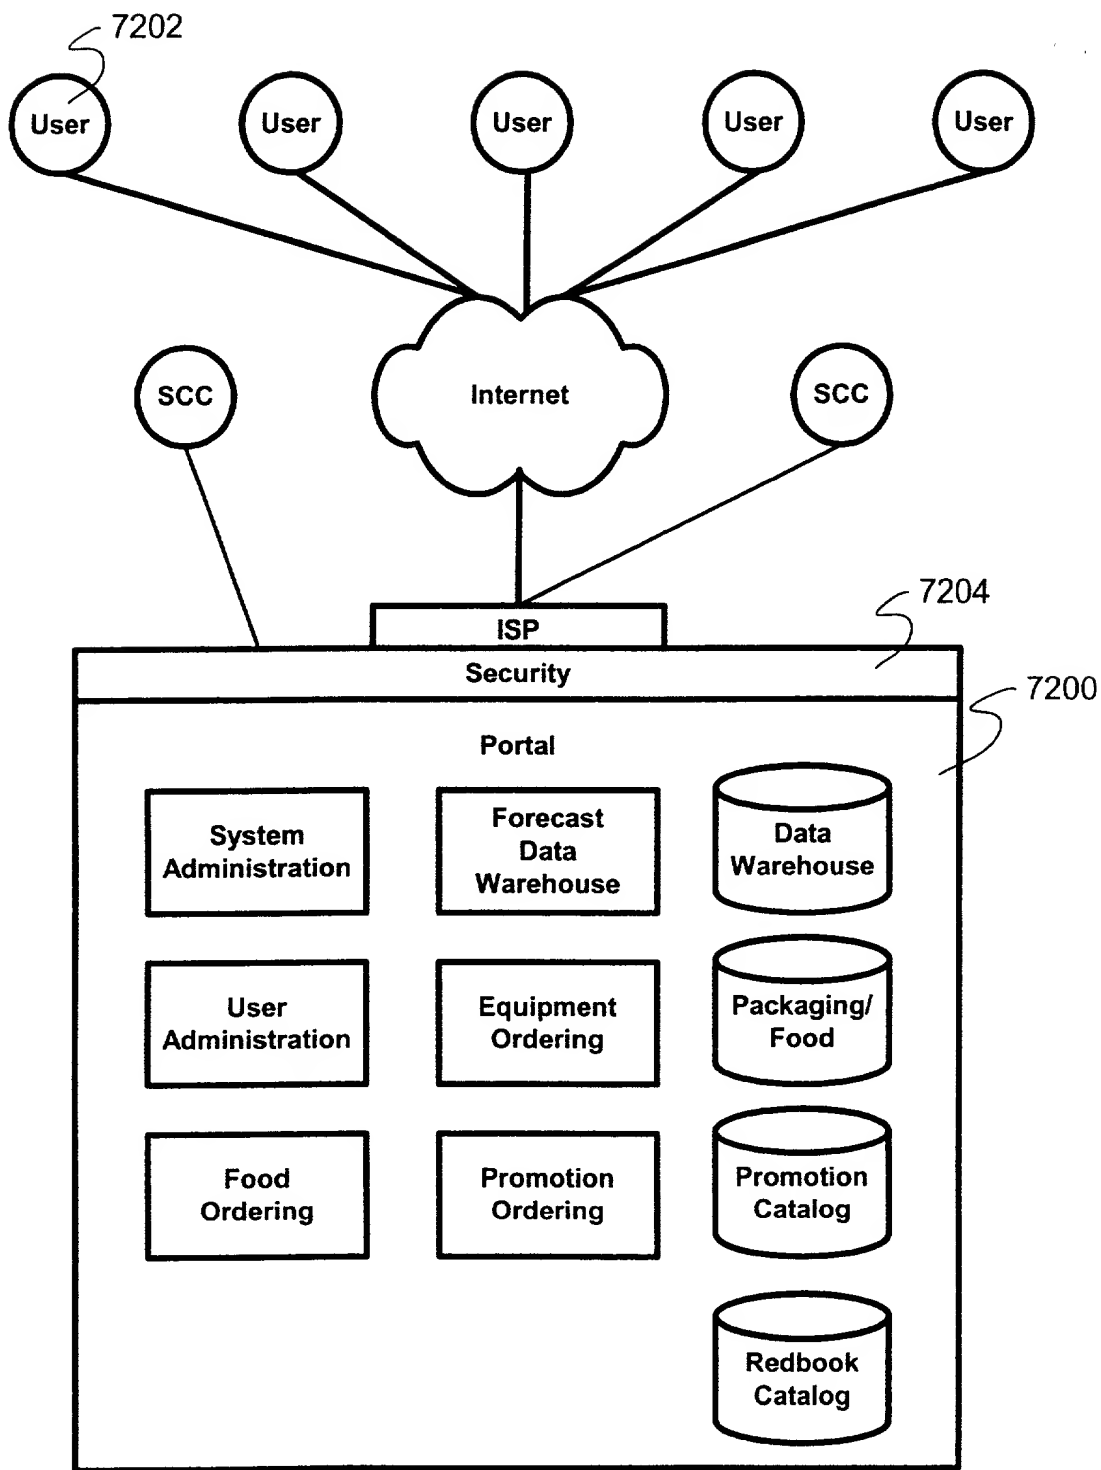 7202
User
User
User
User
User
SCC
Internet
SCC
ISP
7204
Security
7200
Portal
System
Administration
Forecast
Data
Warehouse
Data
Warehouse
User
Administration
Equipment
Ordering
Packaging/
Food
Food
Ordering
Promotion
Ordering
Promotion
Catalog
Redbook
Catalog